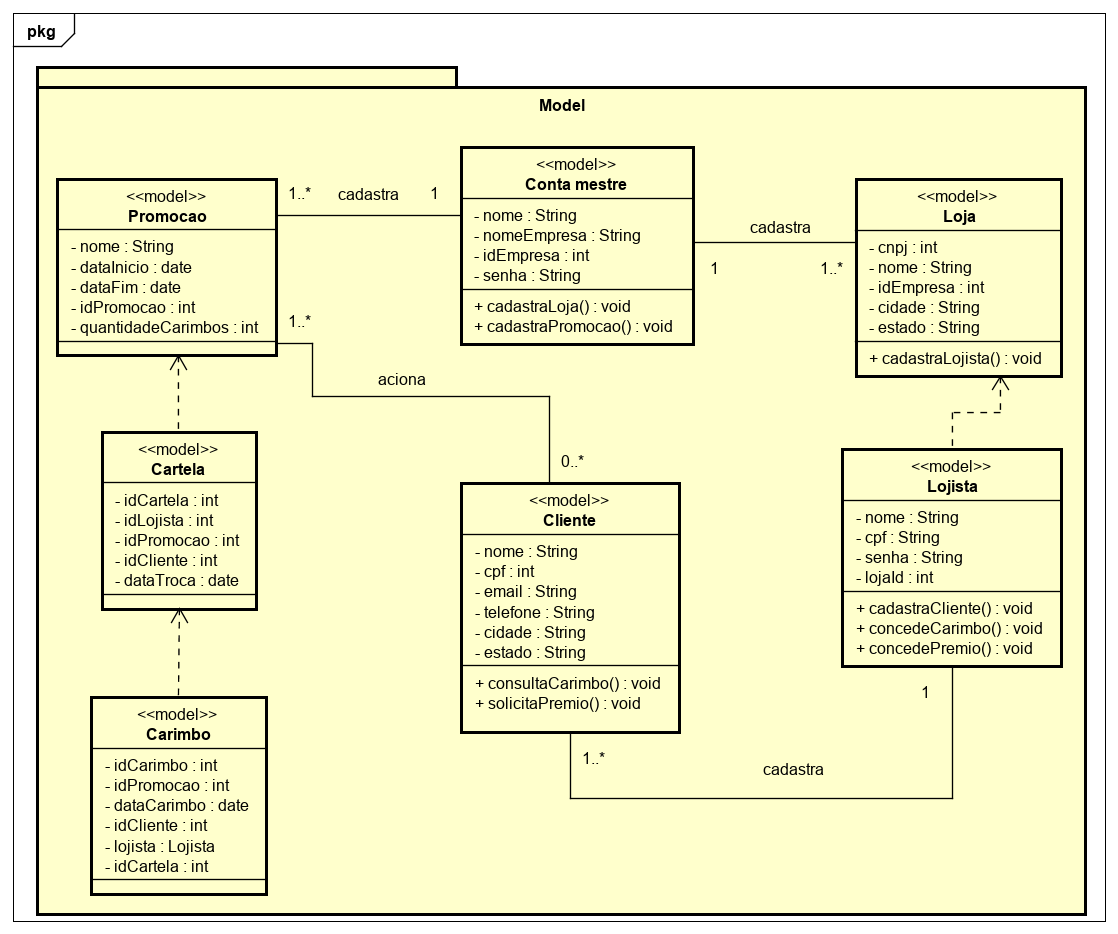 pkg
Model
<<model>>
Promocao
- nome : String
- dataInicio : date
- dataFim : date
- idPromocao : int
- quantidadeCarimbos : int
1..*
cadastra
1
<<model>>
Conta mestre
- nome : String
- nomeEmpresa : String
- idEmpresa : int
- senha : String
+ cadastraLoja() : void
+ cadastraPromocao() : void
cadastra
1
1..*
<<model>>
Loja
- cnpj : int
- nome : String
- idEmpresa : int
- cidade : String
- estado : String
+ cadastraLojista() : void
1..*
aciona
0..*
<<model>>
Cartela
- idCartela : int
- idLojista : int
- idPromocao : int
- idCliente : int
- dataTroca : date
<<model>>
Cliente
- nome : String
- cpf : int
- email : String
- telefone : String
- cidade : String
- estado : String
+ consultaCarimbo() : void
+ solicitaPremio() : void
<<model>>
Lojista
- nome : String
- cpf : String
- senha : String
- lojaId : int
+ cadastraCliente() : void
+ concedeCarimbo() : void
+ concedePremio() : void
1
1..*
cadastra
<<model>>
Carimbo
- idCarimbo : int
- idPromocao : int
- dataCarimbo : date
- idCliente : int
- lojista : Lojista
- idCartela : int